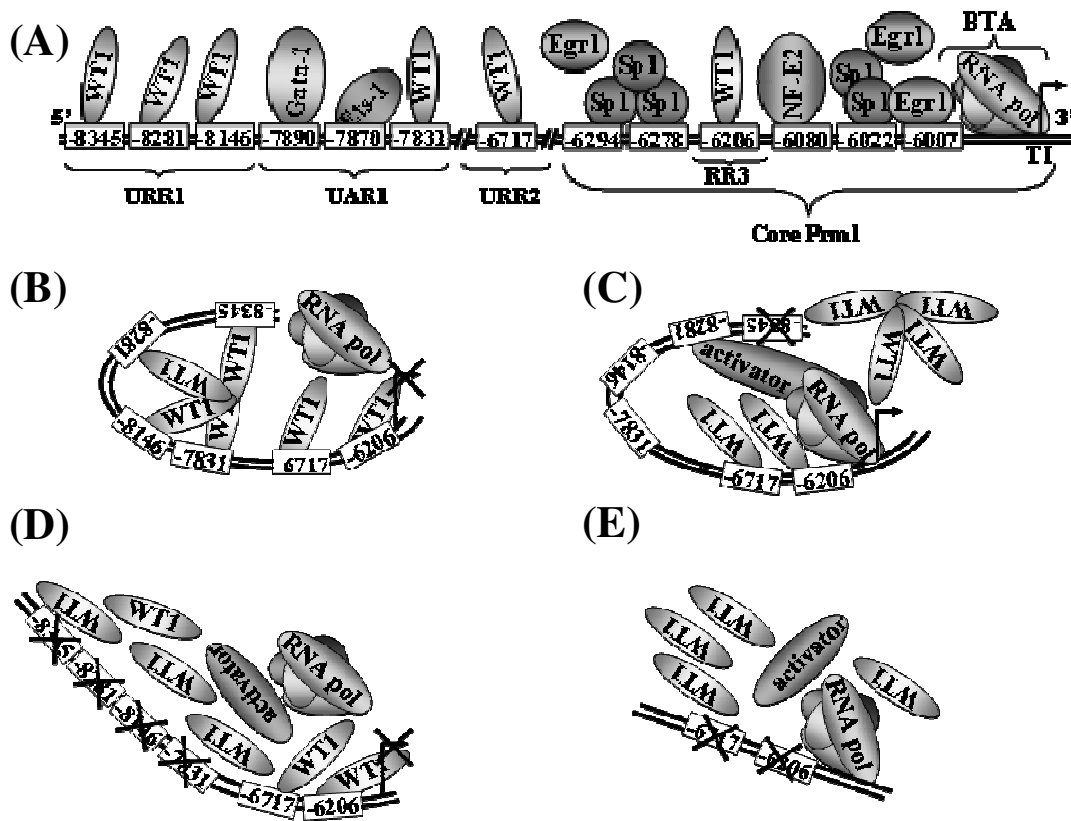 (A)
WT1 WT1 WT1 Gata-1 Ets-1 WT1 WT1 Egr1 Sp1 Sp1 Sp1 WT1 NF-E2 Sp1 Sp1 Egr1 Egr1 RNA pol BTA
5' -8345 -8281 -8146 -7890 -7870 -7831 // -6717 // -6294 -6278 -6206 -6080 -6022 -6007 3'
TI
URR1 UAR1 URR2 RR3
Core Prm1
(B)
-8345
-8281
RNA pol
WT1
WT1
WT1
WT1
WT1
-8146
-7831
6717
-6206
(C)
WT1
WT1
WT1
WT1
-8281
-8146
activator
-7831
WT1
WT1
RNA pol
-6717
-6206
(D)
WT1
WT1
WT1
activator
RNA pol
WT1
WT1
WT1
-6717
-6206
(E)
WT1
WT1
WT1
activator
WT1
RNA pol